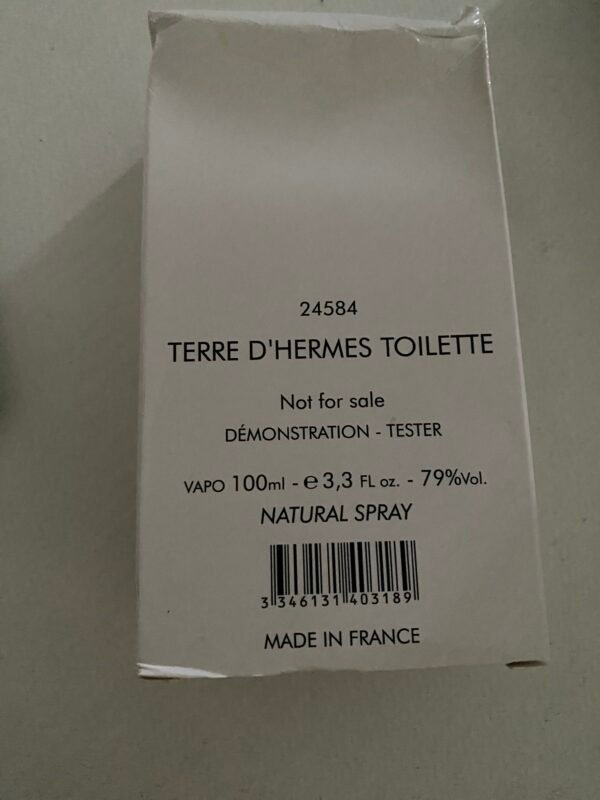 24584
TERRE D'HERMES TOILETTE
Not for sale
DÉMONSTRATION - TESTER
VAPO 100ml - ℮ 3,3 FL oz. - 79%Vol.
NATURAL SPRAY
3 346131 403189
MADE IN FRANCE